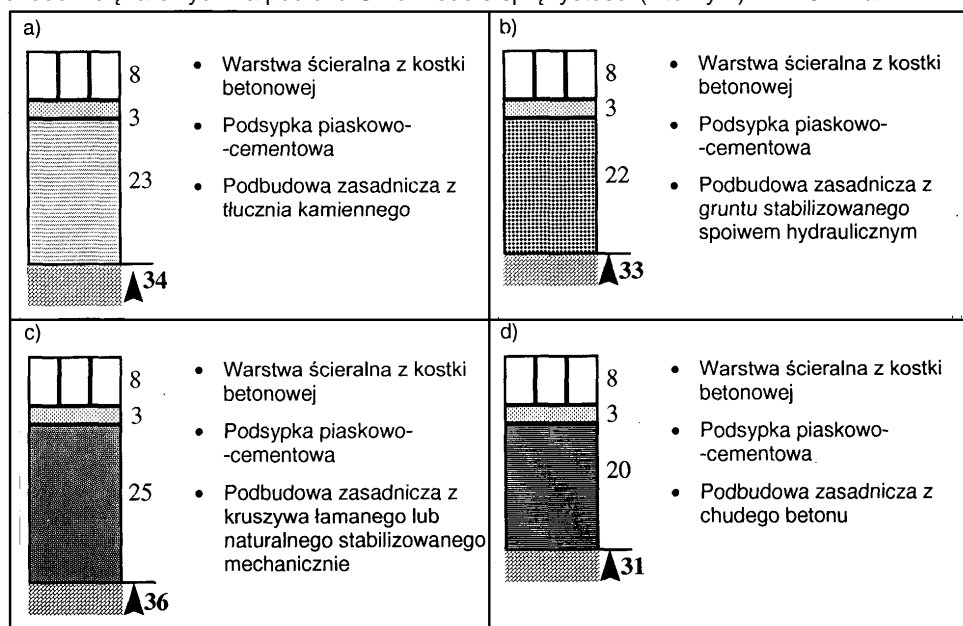 a)
8
3
23
34
• Warstwa ścieralna z kostki
betonowej
• Podsypka piaskowo-
-cementowa
• Podbudowa zasadnicza z
tłucznia kamiennego
b)
8
3
22
33
• Warstwa ścieralna z kostki
betonowej
• Podsypka piaskowo-
-cementowa
• Podbudowa zasadnicza z
gruntu stabilizowanego
spoiwem hydraulicznym
c)
8
3
25
36
• Warstwa ścieralna z kostki
betonowej
• Podsypka piaskowo-
-cementowa
• Podbudowa zasadnicza z
kruszywa łamanego lub
naturalnego stabilizowanego
mechanicznie
d)
8
3
20
31
• Warstwa ścieralna z kostki
betonowej
• Podsypka piaskowo-
-cementowa
• Podbudowa zasadnicza z
chudego betonu